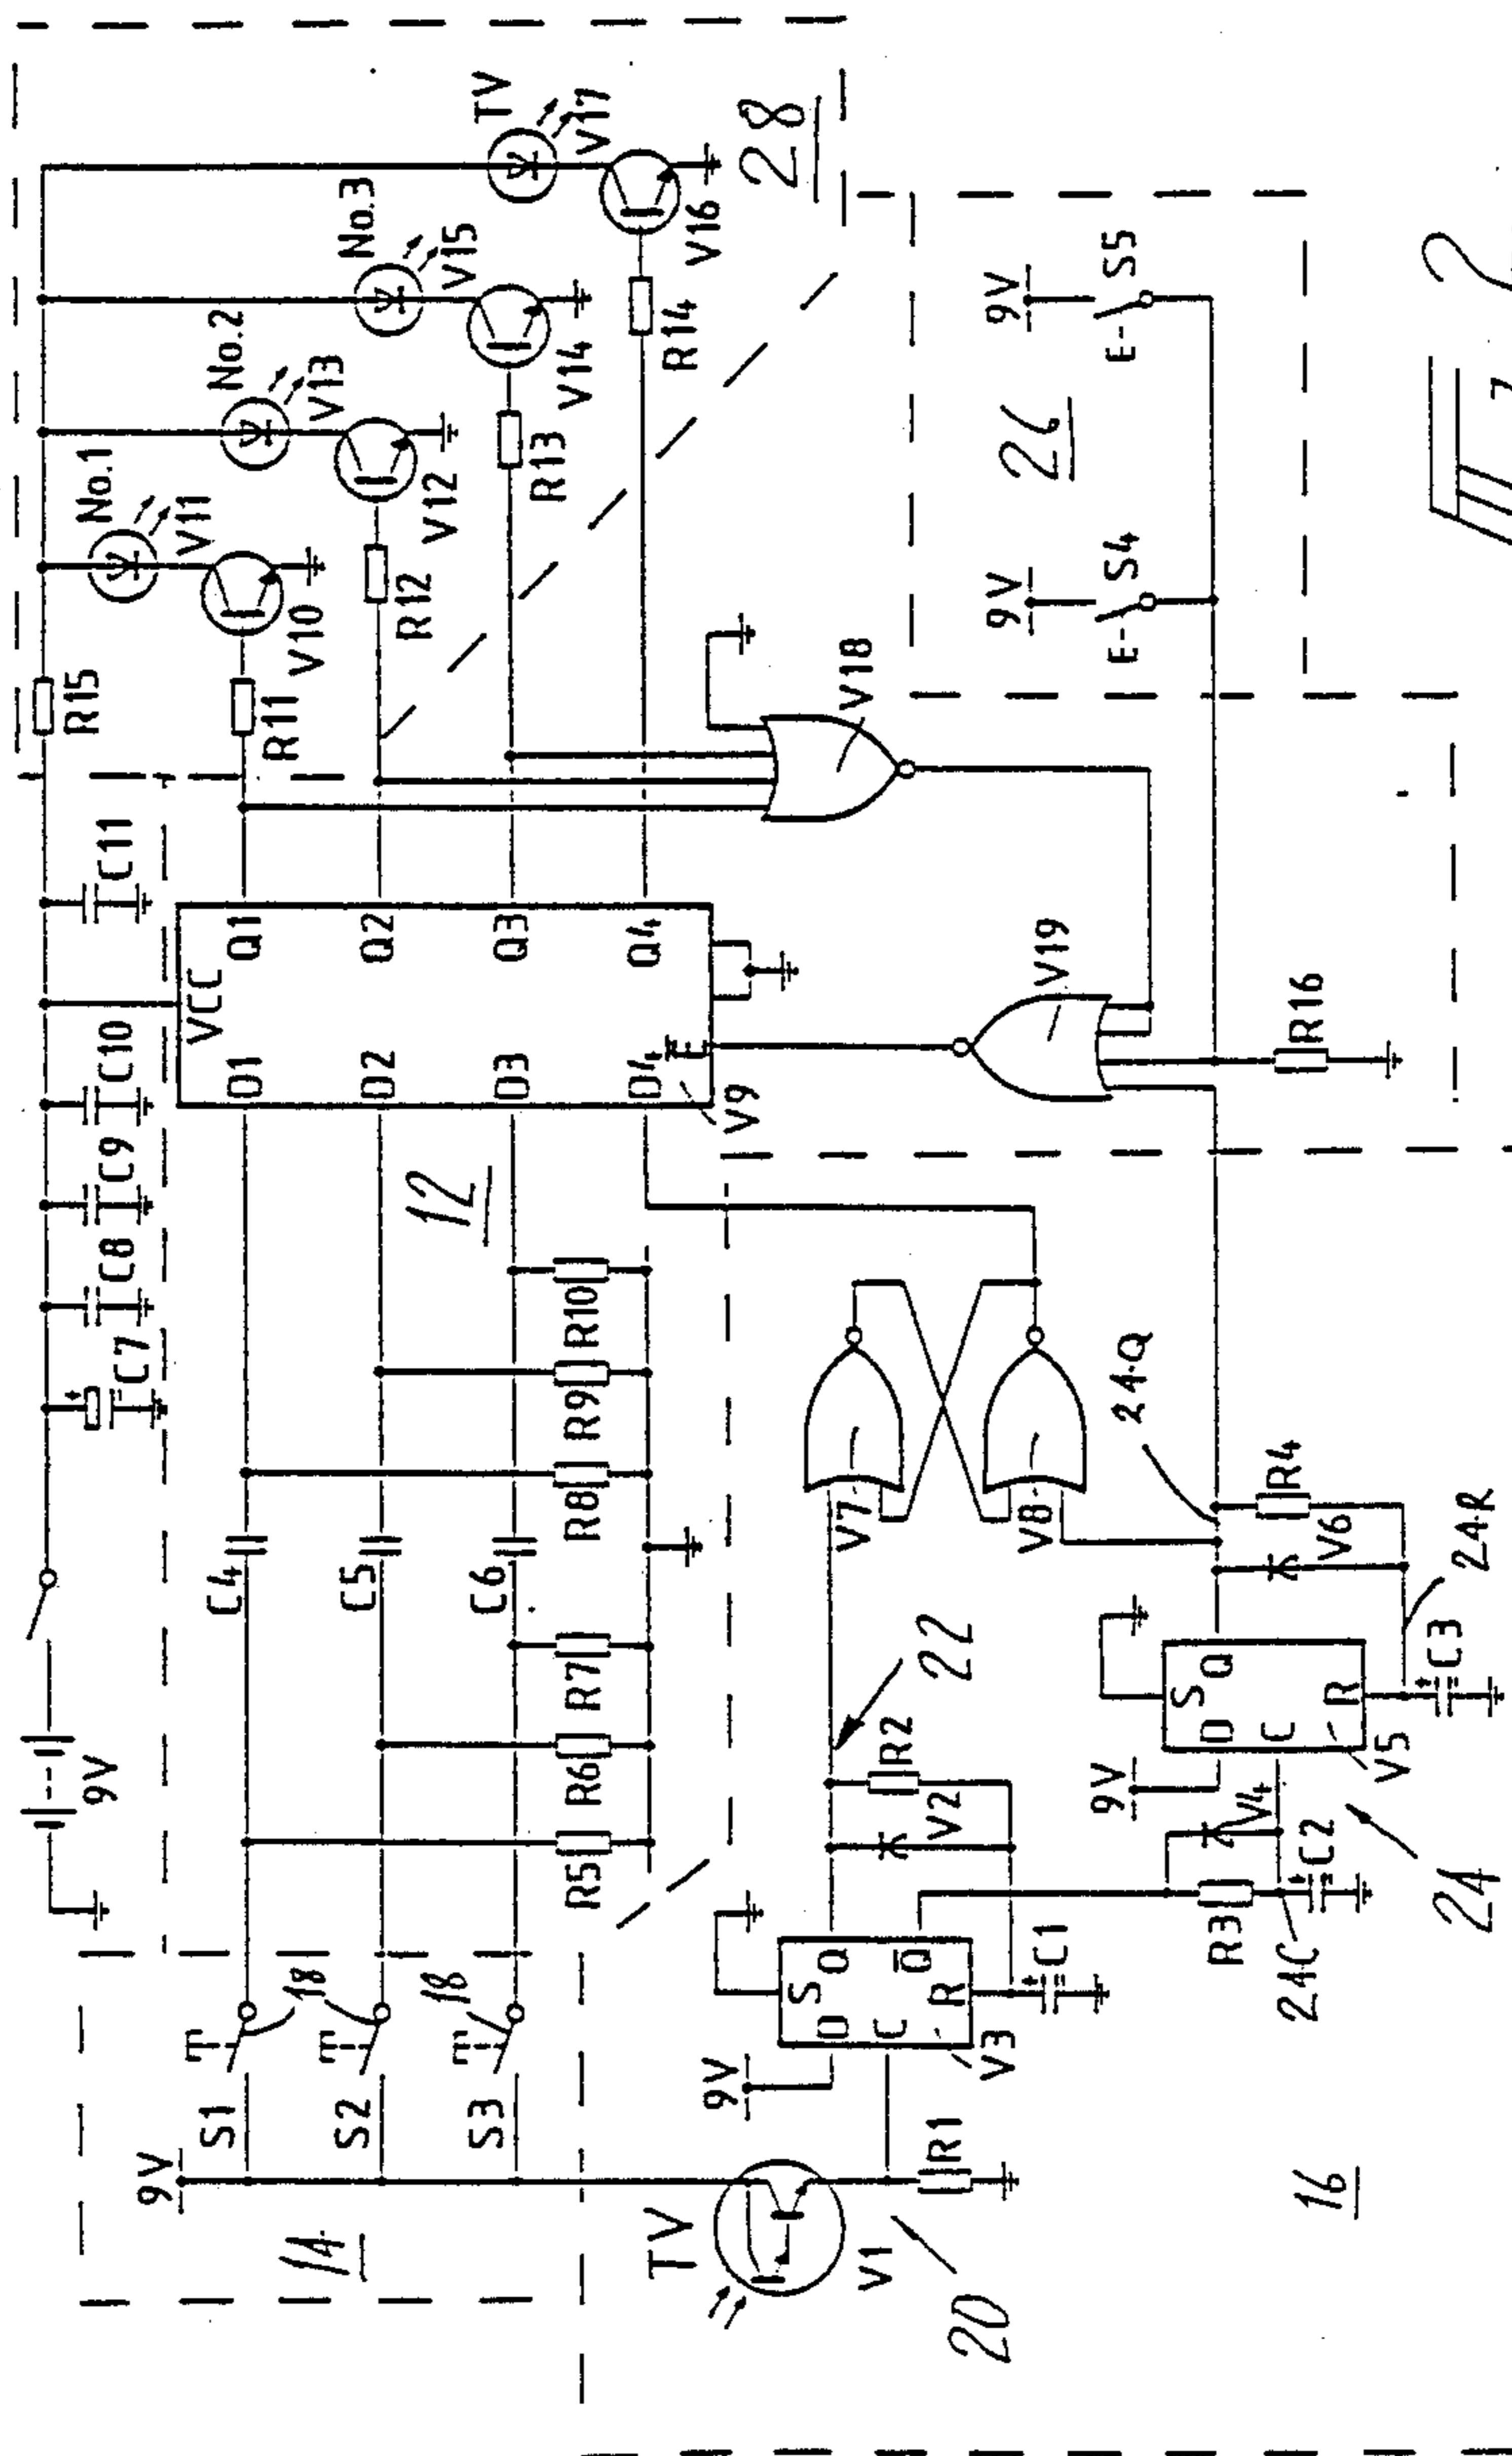 9V
C7
C8
C9
C10
C11
R15
No.1
V11
No.2
V13
No.3
V15
TV
V17
9V
S1
S2
S3
18
18
14
C4
C5
C6
R5
R6
R7
R8
R9
R10
12
D1
D2
D3
D4
VCC
E
Q1
Q2
Q3
Q4
V9
R11
V10
R12
V12
R13
V14
R14
V16
28
TV
V1
20
R1
9V
D
C
S
Q
Q̅
R
V3
C1
V2
R2
22
V7
V8
R3
24C
C2
V4
24
9V
D
C
S
Q
R
V5
C3
24R
V6
R4
24Q
16
V19
R16
V18
9V
E-
S4
26
9V
E-
S5
2